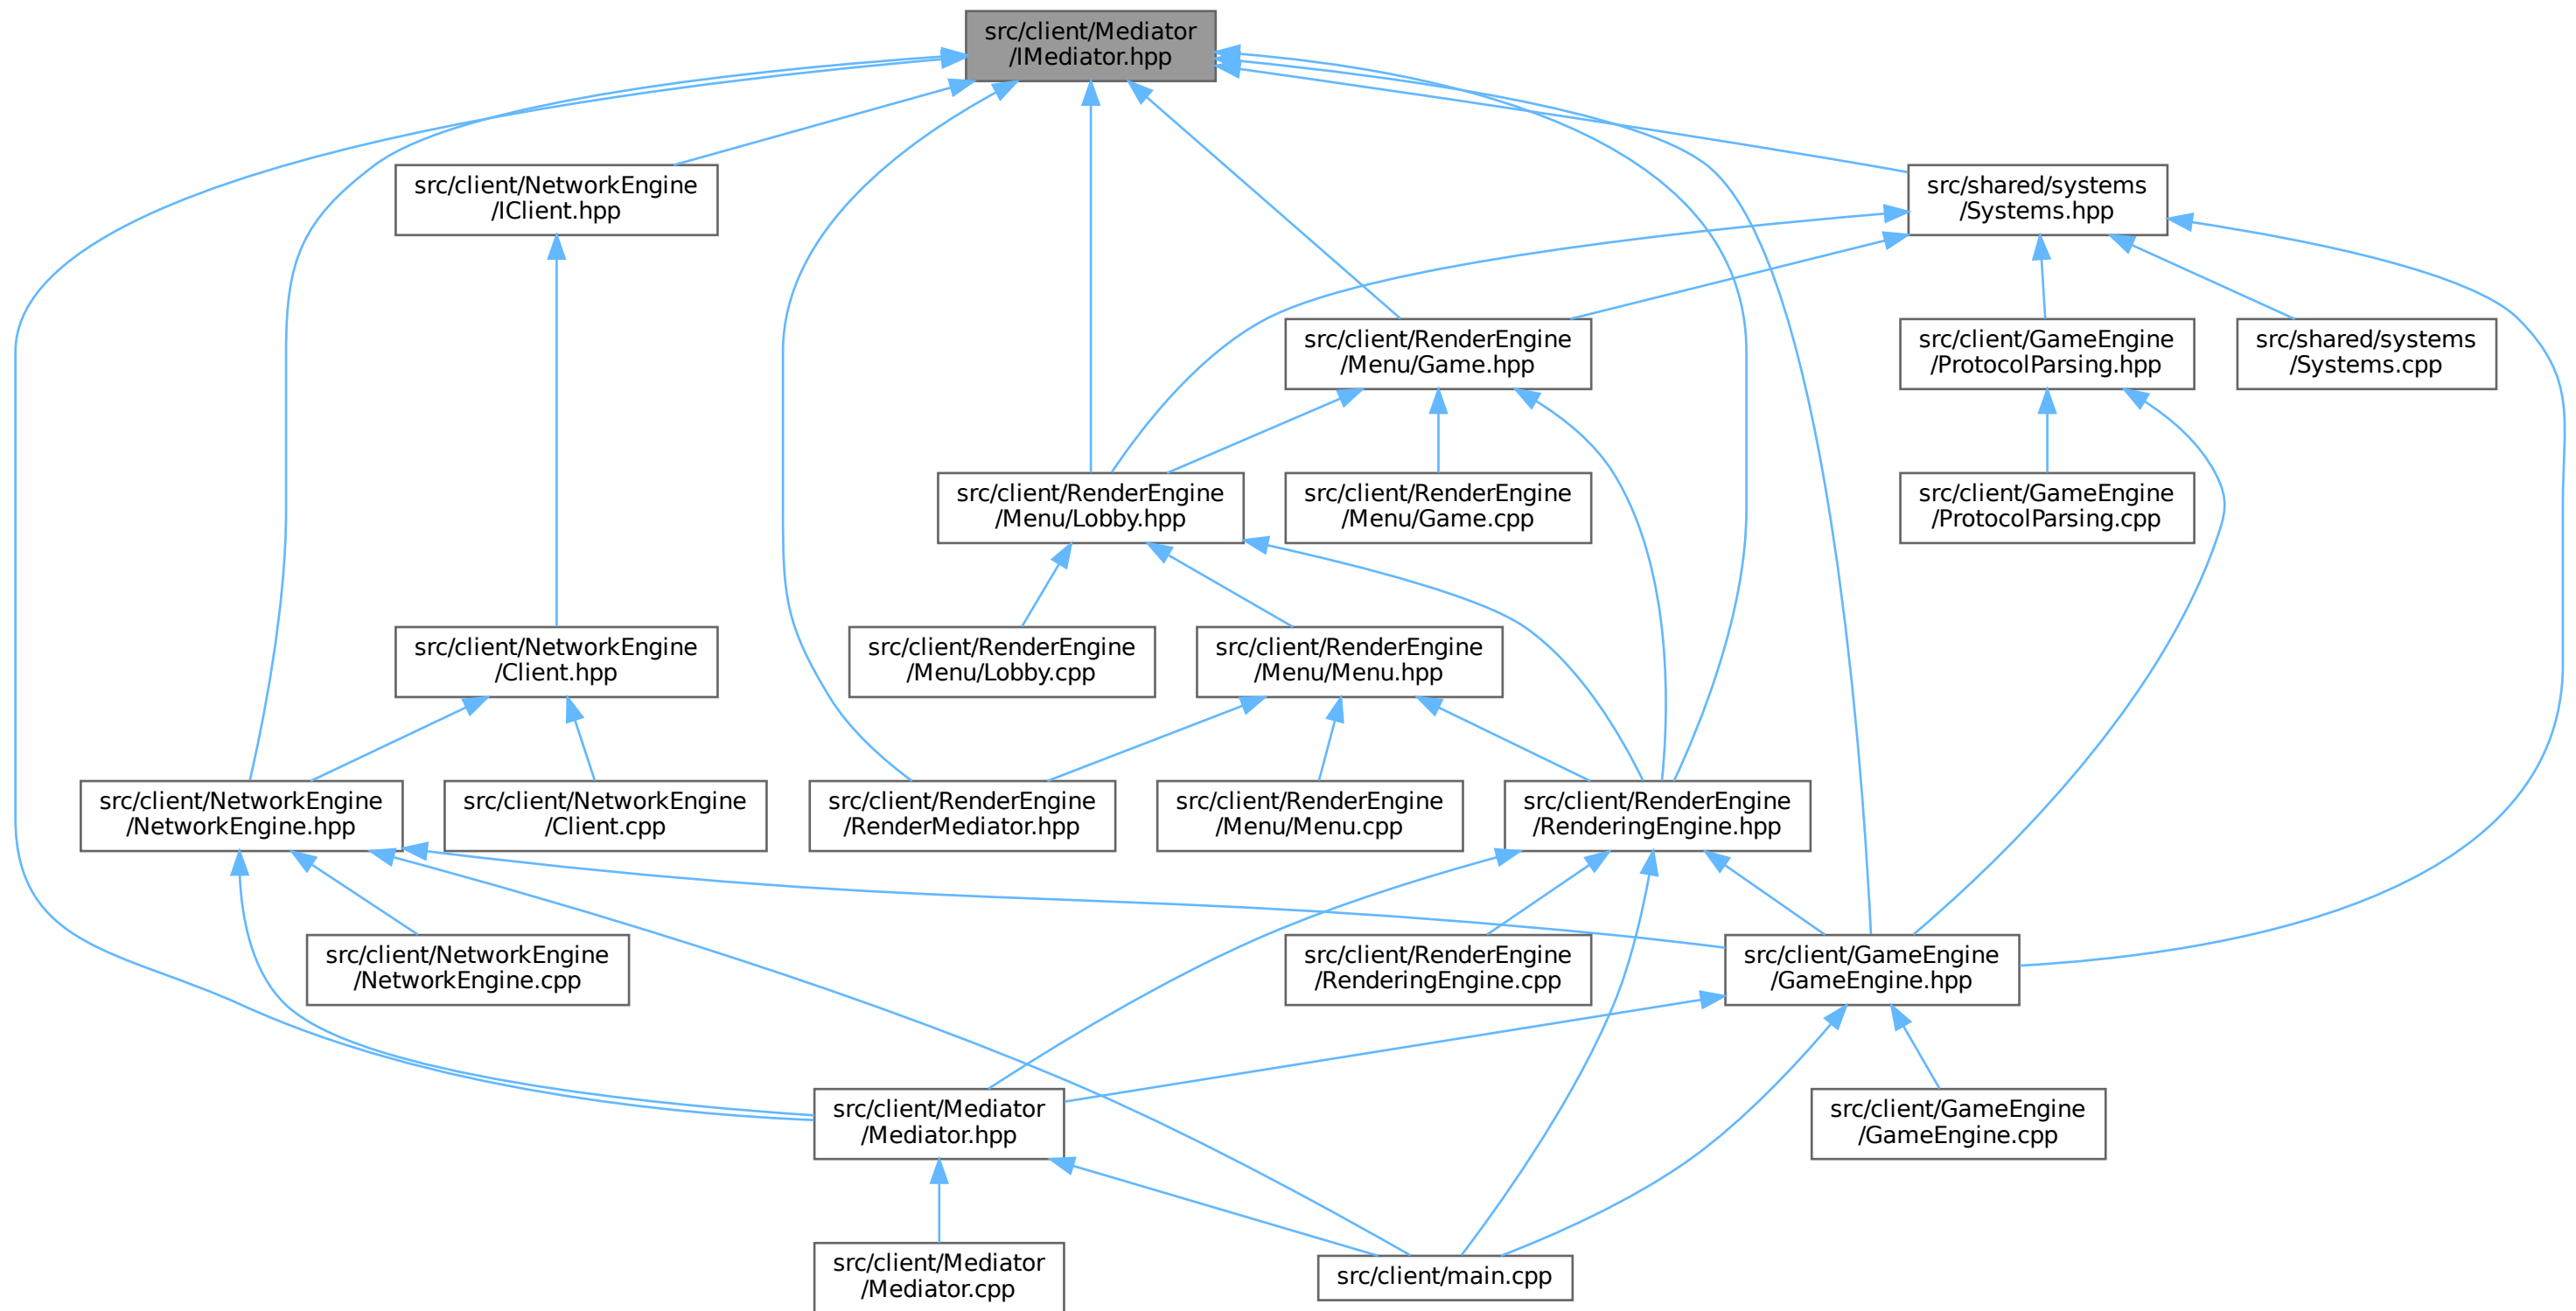 src/client/Mediator
/IMediator.hpp
src/client/NetworkEngine
/IClient.hpp
src/shared/systems
/Systems.hpp
src/client/RenderEngine
/Menu/Game.hpp
src/client/GameEngine
/ProtocolParsing.hpp
src/shared/systems
/Systems.cpp
src/client/RenderEngine
/Menu/Lobby.hpp
src/client/RenderEngine
/Menu/Game.cpp
src/client/GameEngine
/ProtocolParsing.cpp
src/client/NetworkEngine
/Client.hpp
src/client/RenderEngine
/Menu/Lobby.cpp
src/client/RenderEngine
/Menu/Menu.hpp
src/client/NetworkEngine
/NetworkEngine.hpp
src/client/NetworkEngine
/Client.cpp
src/client/RenderEngine
/RenderMediator.hpp
src/client/RenderEngine
/Menu/Menu.cpp
src/client/RenderEngine
/RenderingEngine.hpp
src/client/NetworkEngine
/NetworkEngine.cpp
src/client/RenderEngine
/RenderingEngine.cpp
src/client/GameEngine
/GameEngine.hpp
src/client/Mediator
/Mediator.hpp
src/client/GameEngine
/GameEngine.cpp
src/client/Mediator
/Mediator.cpp
src/client/main.cpp